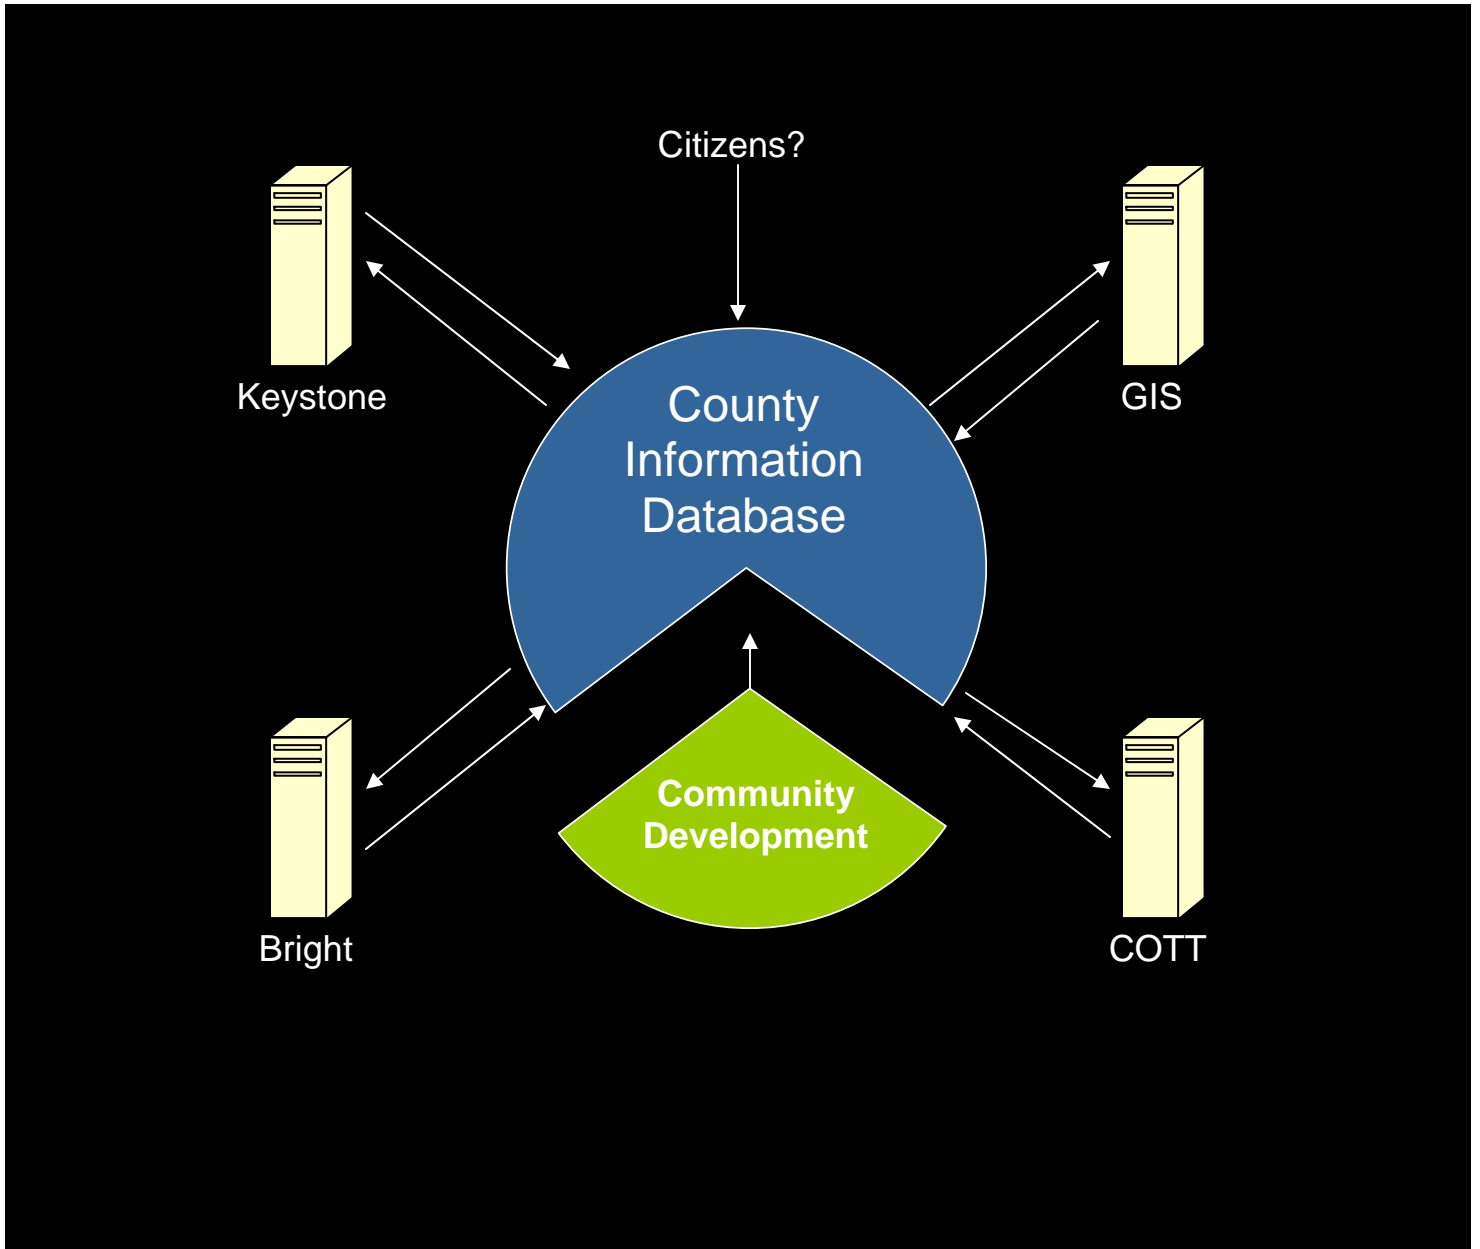 Citizens?
Keystone
GIS
County
Information
Database
Community
Development
Bright
COTT